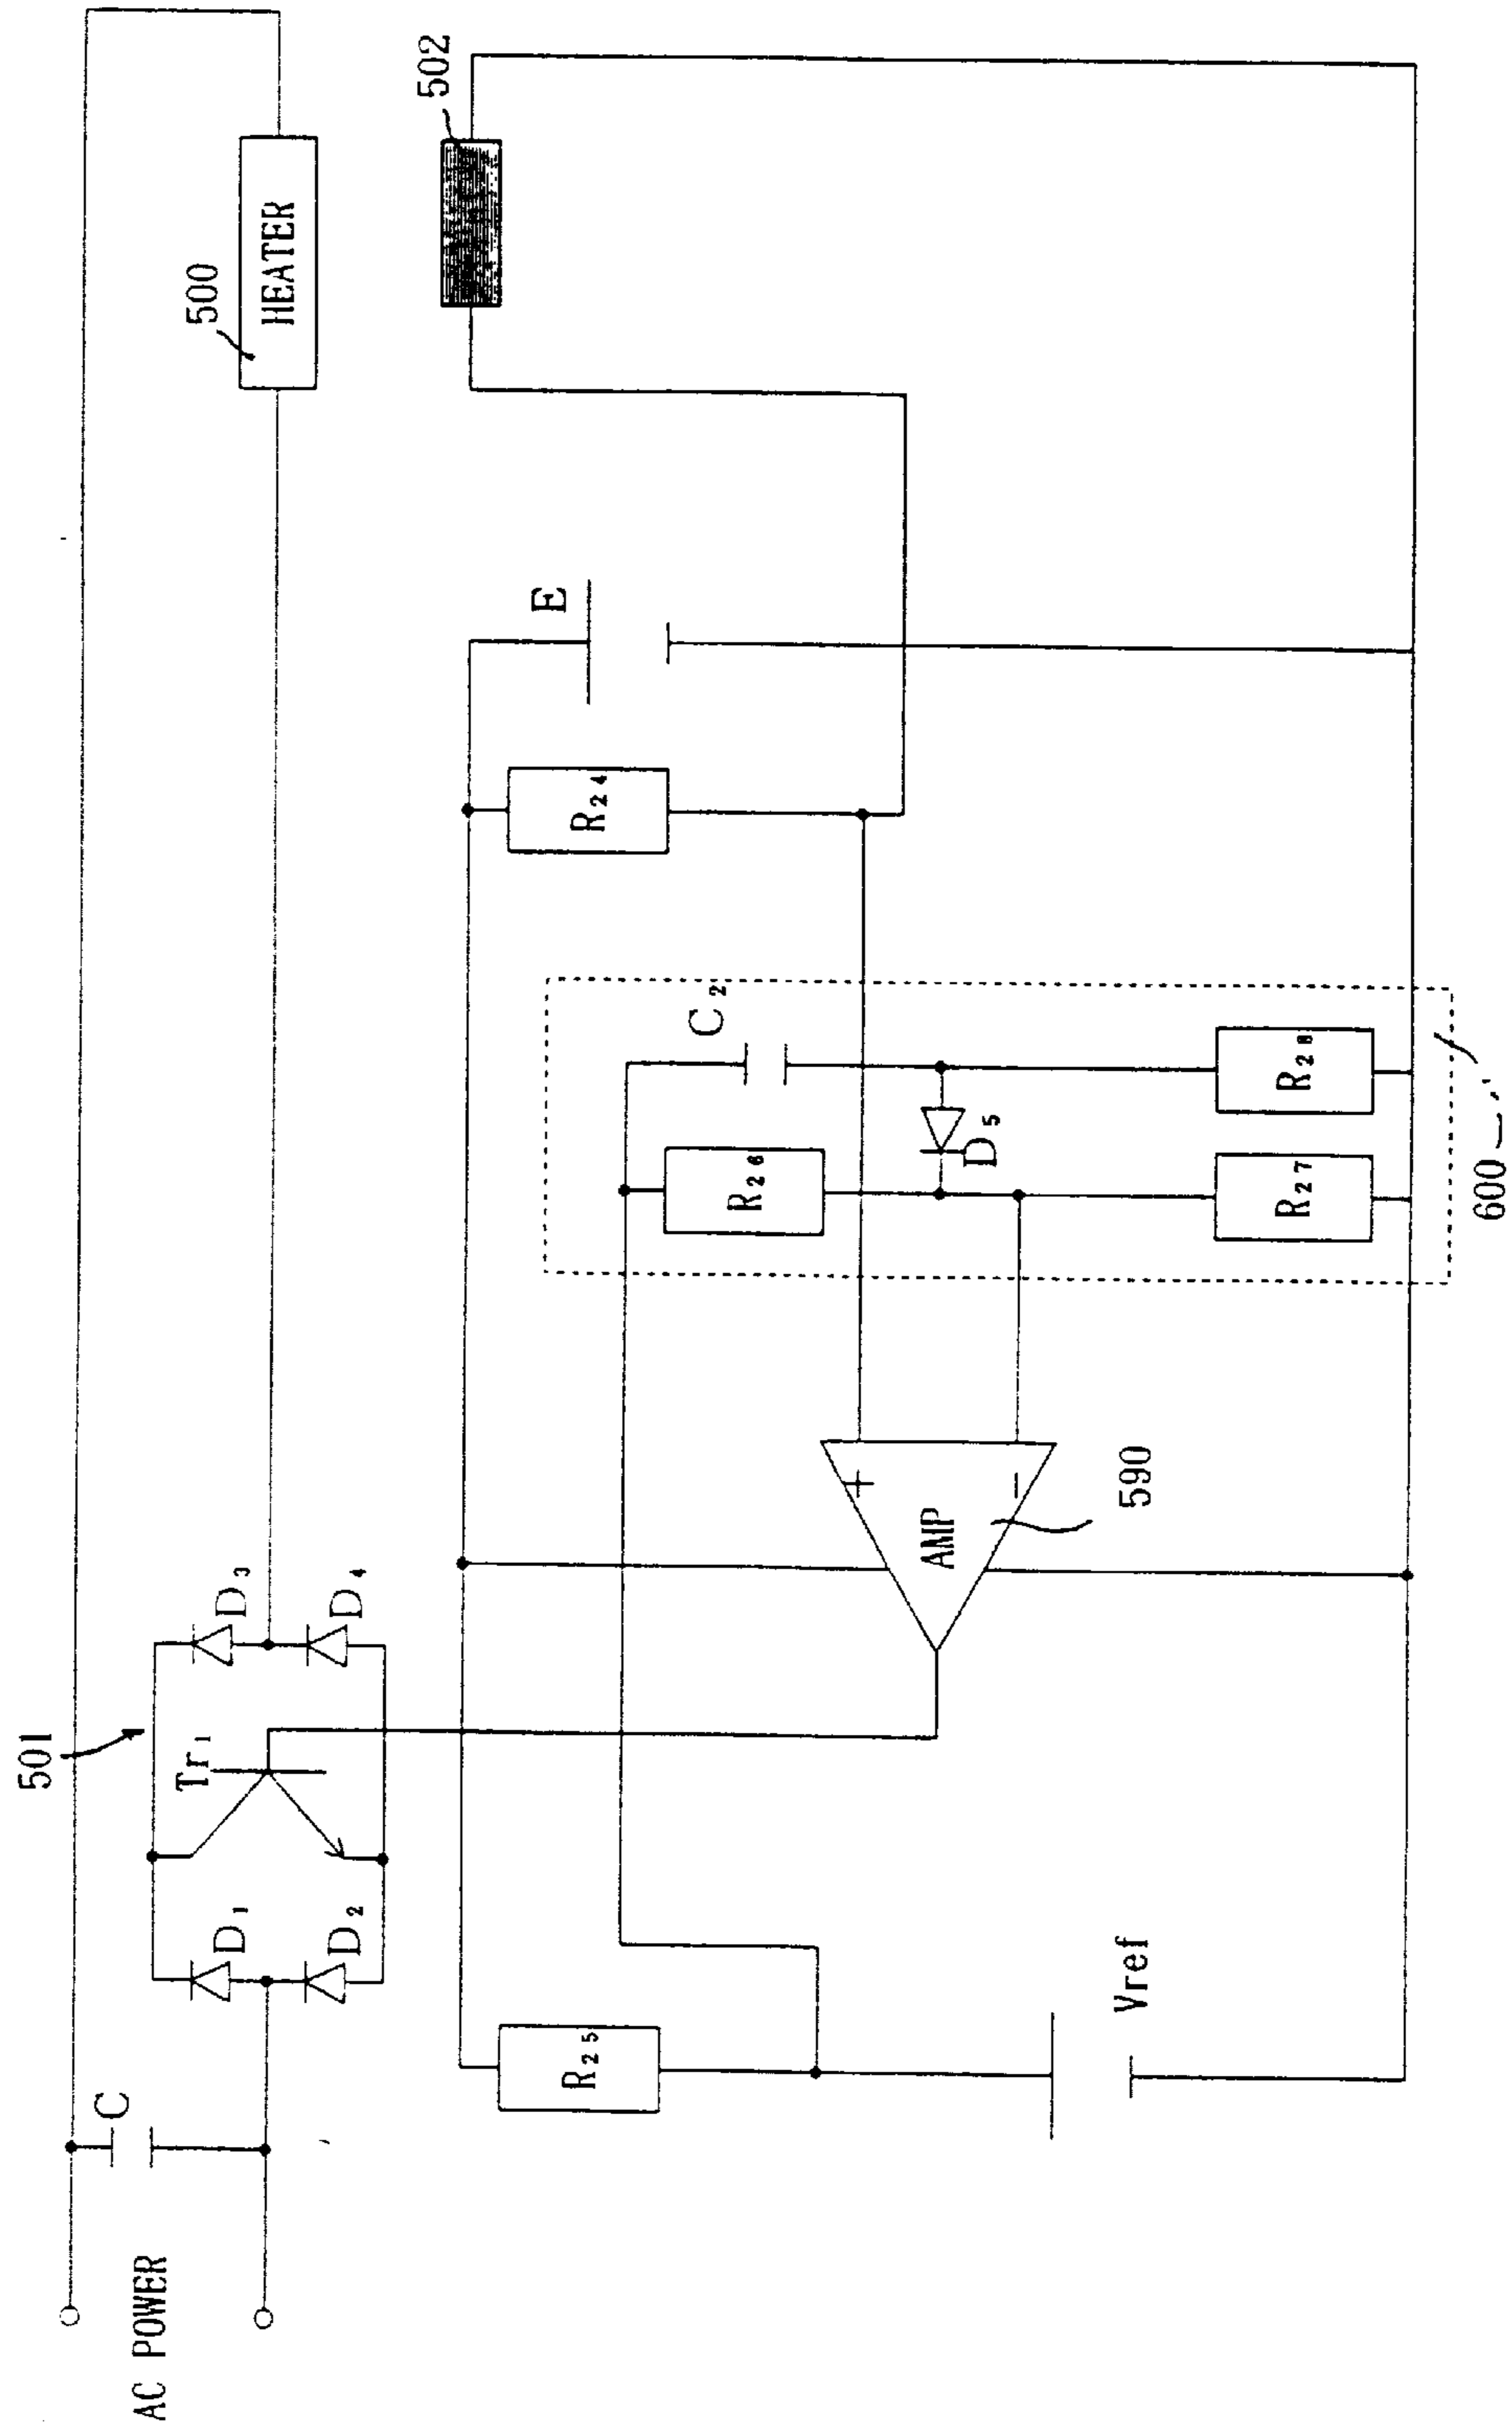 AC POWER
C
501
Tr1
D1
D2
D3
D4
500
HEATER
502
R25
Vref
AMP
+
−
590
R26
R27
C2
D5
R28
600
R24
E